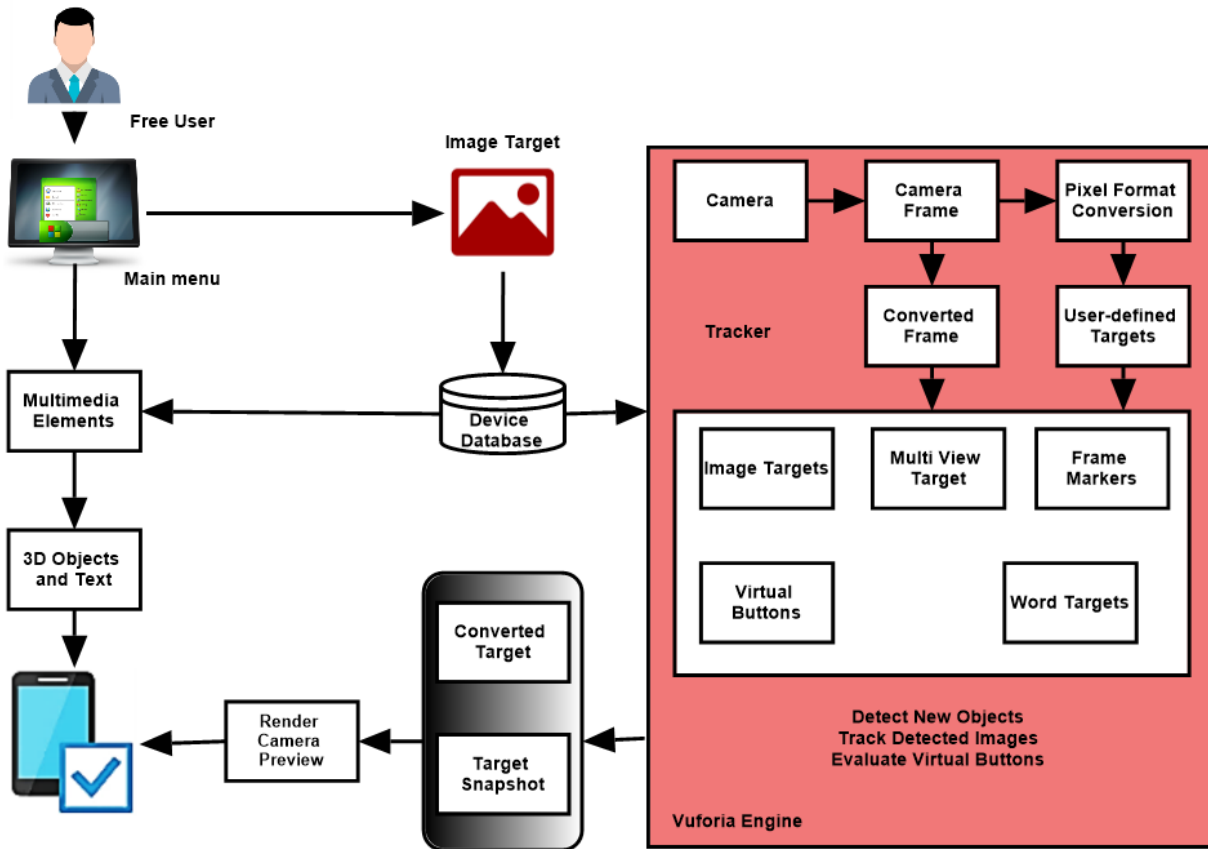 Free User
Image Target
Main menu
Multimedia
Elements
Device
Database
3D Objects
and Text
Render
Camera
Preview
Converted
Target
Target
Snapshot
Camera
Camera
Frame
Pixel Format
Conversion
Tracker
Converted
Frame
User-defined
Targets
Image Targets
Multi View
Target
Frame
Markers
Virtual
Buttons
Word Targets
Detect New Objects
Track Detected Images
Evaluate Virtual Buttons
Vuforia Engine